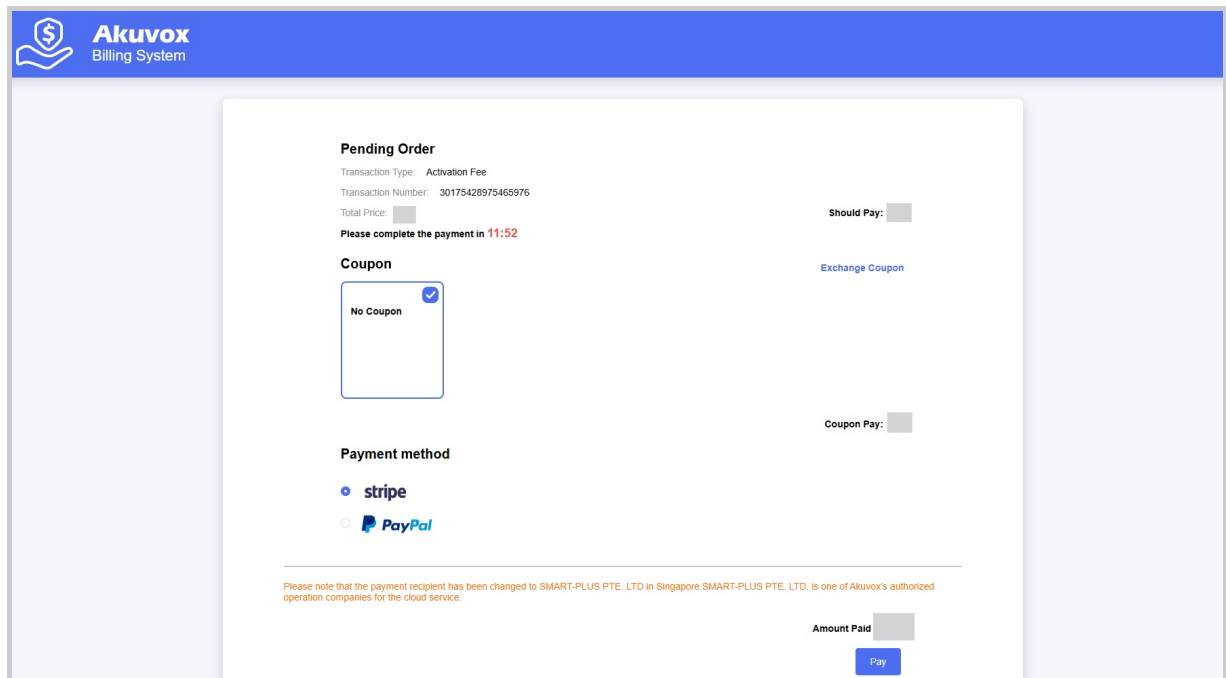 Akuvox
Billing System
Pending Order
Transaction Type: Activation Fee
Transaction Number: 30175428975465976
Total Price:
Should Pay:
Please complete the payment in 11:52
Coupon
Exchange Coupon
No Coupon
Coupon Pay:
Payment method
stripe
PayPal
Please note that the payment recipient has been changed to SMART-PLUS PTE. LTD in Singapore.SMART-PLUS PTE. LTD. is one of Akuvox's authorized
operation companies for the cloud service.
Amount Paid
Pay